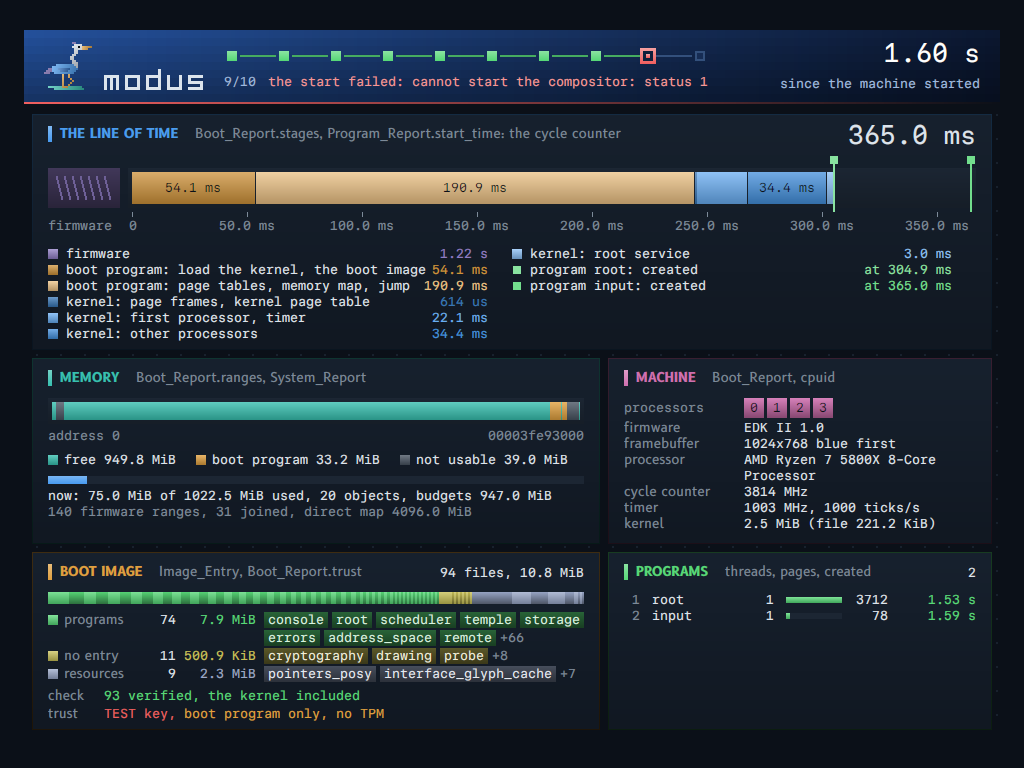 modus
9/10 the start failed: cannot start the compositor: status 1
1.60 s
since the machine started
THE LINE OF TIME Boot_Report.stages, Program_Report.start_time: the cycle counter
365.0 ms
54.1 ms 190.9 ms 34.4 ms
firmware 0 50.0 ms 100.0 ms 150.0 ms 200.0 ms 250.0 ms 300.0 ms 350.0 ms
firmware 1.22 s
boot program: load the kernel, the boot image 54.1 ms
boot program: page tables, memory map, jump 190.9 ms
kernel: page frames, kernel page table 614 us
kernel: first processor, timer 22.1 ms
kernel: other processors 34.4 ms
kernel: root service 3.0 ms
program root: created at 304.9 ms
program input: created at 365.0 ms
MEMORY Boot_Report.ranges, System_Report
address 0 00003fe93000
free 949.8 MiB boot program 33.2 MiB not usable 39.0 MiB
now: 75.0 MiB of 1022.5 MiB used, 20 objects, budgets 947.0 MiB
140 firmware ranges, 31 joined, direct map 4096.0 MiB
MACHINE Boot_Report, cpuid
processors 0 1 2 3
firmware EDK II 1.0
framebuffer 1024x768 blue first
processor AMD Ryzen 7 5800X 8-Core
Processor
cycle counter 3814 MHz
timer 1003 MHz, 1000 ticks/s
kernel 2.5 MiB (file 221.2 KiB)
BOOT IMAGE Image_Entry, Boot_Report.trust 94 files, 10.8 MiB
programs 74 7.9 MiB console root scheduler temple storage
errors address_space remote +66
no entry 11 500.9 KiB cryptography drawing probe +8
resources 9 2.3 MiB pointers_posy interface_glyph_cache +7
check 93 verified, the kernel included
trust TEST key, boot program only, no TPM
PROGRAMS threads, pages, created 2
1 root 1 3712 1.53 s
2 input 1 78 1.59 s